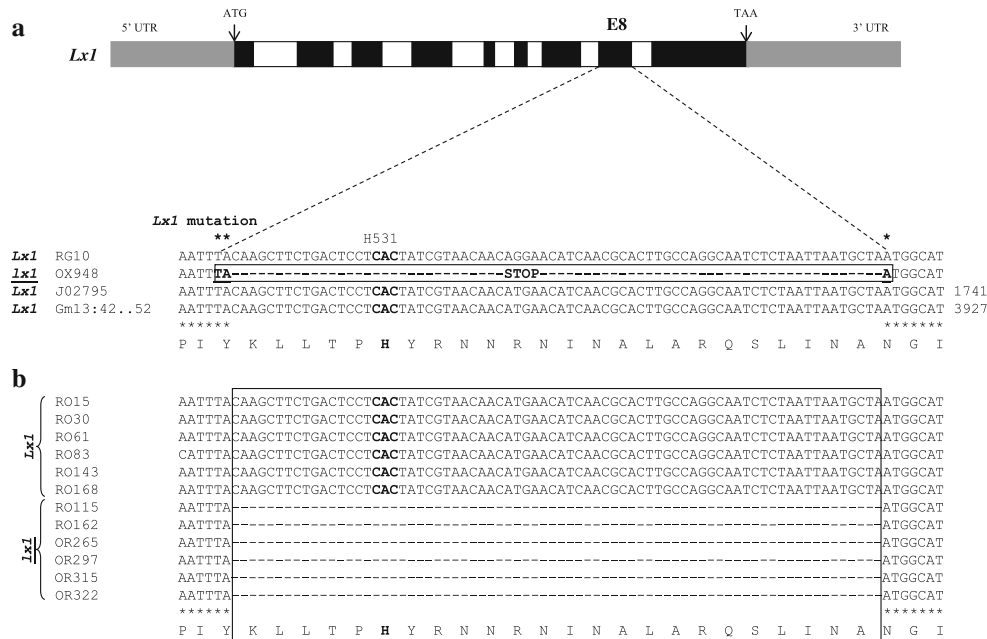 a
5' UTR
ATG
E8
TAA
3' UTR
Lx1
Lx1 mutation
** H531 *
Lx1 RG10 AATTTACAAGCTTCTGACTCCTCACTATCGTAACAACAGGAACATCAACGCACTTGCCAGGCAATCTCTAATTAATGCTAATGGCAT
lx1 OX948 AATTTA-------------------------------STOP---------------------------------------ATGGCAT
Lx1 J02795 AATTTACAAGCTTCTGACTCCTCACTATCGTAACAACATGAACATCAACGCACTTGCCAGGCAATCTCTAATTAATGCTAATGGCAT 1741
Lx1 Gm13:42..52 AATTTACAAGCTTCTGACTCCTCACTATCGTAACAACATGAACATCAACGCACTTGCCAGGCAATCTCTAATTAATGCTAATGGCAT 3927
****** *******
P I Y K L L T P H Y R N N R N I N A L A R Q S L I N A N G I
b
Lx1
RO15 AATTTACAAGCTTCTGACTCCTCACTATCGTAACAACATGAACATCAACGCACTTGCCAGGCAATCTCTAATTAATGCTAATGGCAT
RO30 AATTTACAAGCTTCTGACTCCTCACTATCGTAACAACATGAACATCAACGCACTTGCCAGGCAATCTCTAATTAATGCTAATGGCAT
RO61 AATTTACAAGCTTCTGACTCCTCACTATCGTAACAACATGAACATCAACGCACTTGCCAGGCAATCTCTAATTAATGCTAATGGCAT
RO83 CATTTACAAGCTTCTGACTCCTCACTATCGTAACAACATGAACATCAACGCACTTGCCAGGCAATCTCTAATTAATGCTAATGGCAT
RO143 AATTTACAAGCTTCTGACTCCTCACTATCGTAACAACATGAACATCAACGCACTTGCCAGGCAATCTCTAATTAATGCTAATGGCAT
RO168 AATTTACAAGCTTCTGACTCCTCACTATCGTAACAACATGAACATCAACGCACTTGCCAGGCAATCTCTAATTAATGCTAATGGCAT
lx1
RO115 AATTTA--------------------------------------------------------------------------ATGGCAT
RO162 AATTTA--------------------------------------------------------------------------ATGGCAT
OR265 AATTTA--------------------------------------------------------------------------ATGGCAT
OR297 AATTTA--------------------------------------------------------------------------ATGGCAT
OR315 AATTTA--------------------------------------------------------------------------ATGGCAT
OR322 AATTTA--------------------------------------------------------------------------ATGGCAT
****** *******
P I Y K L L T P H Y R N N R N I N A L A R Q S L I N A N G I